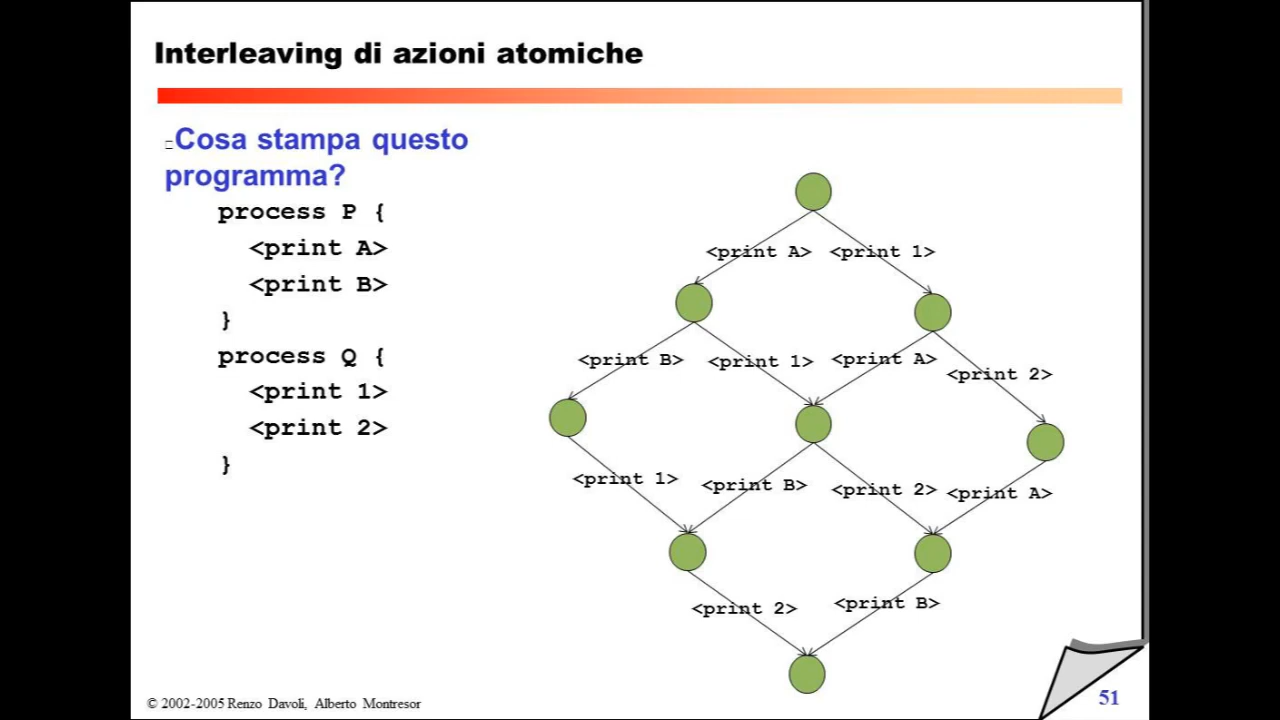 Interleaving di azioni atomiche
Cosa stampa questo
programma?
process P {
<print A>
<print B>
}
process Q {
<print 1>
<print 2>
}
<print A> <print 1>
<print B> <print 1> <print A> <print 2>
<print 1> <print B> <print 2> <print A>
<print 2> <print B>
© 2002-2005 Renzo Davoli, Alberto Montresor
51